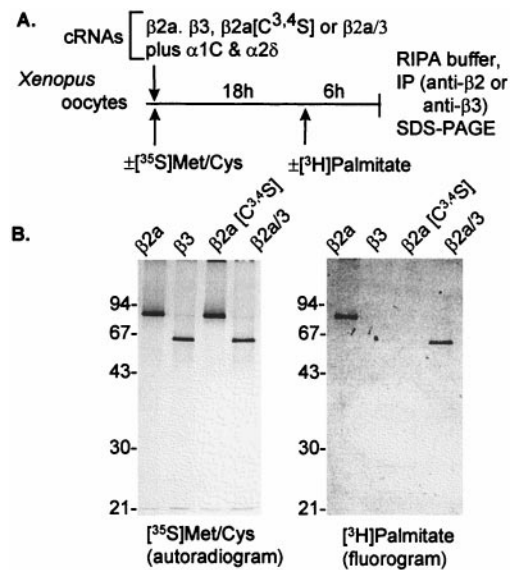 A.
cRNAs
β2a. β3, β2a[C3,4S] or β2a/3
plus α1C & α2δ
Xenopus
oocytes
18h
6h
RIPA buffer,
IP (anti-β2 or
anti-β3)
SDS-PAGE
±[35S]Met/Cys
±[3H]Palmitate
B.
β2a
β3
β2a [C3,4S]
β2a/3
94-
67-
43-
30-
21-
[35S]Met/Cys
(autoradiogram)
β2a
β3
β2a [C3,4S]
β2a/3
94-
67-
43-
30-
21-
[3H]Palmitate
(fluorogram)